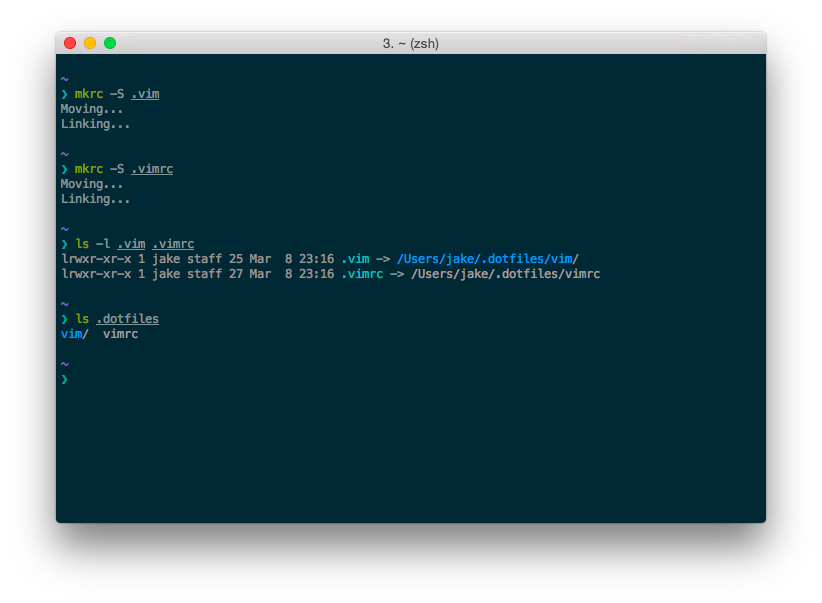 3. ~ (zsh)
~
❯ mkrc -S .vim
Moving...
Linking...
~
❯ mkrc -S .vimrc
Moving...
Linking...
~
❯ ls -l .vim .vimrc
lrwxr-xr-x 1 jake staff 25 Mar  8 23:16 .vim -> /Users/jake/.dotfiles/vim/
lrwxr-xr-x 1 jake staff 27 Mar  8 23:16 .vimrc -> /Users/jake/.dotfiles/vimrc
~
❯ ls .dotfiles
vim/  vimrc
~
❯